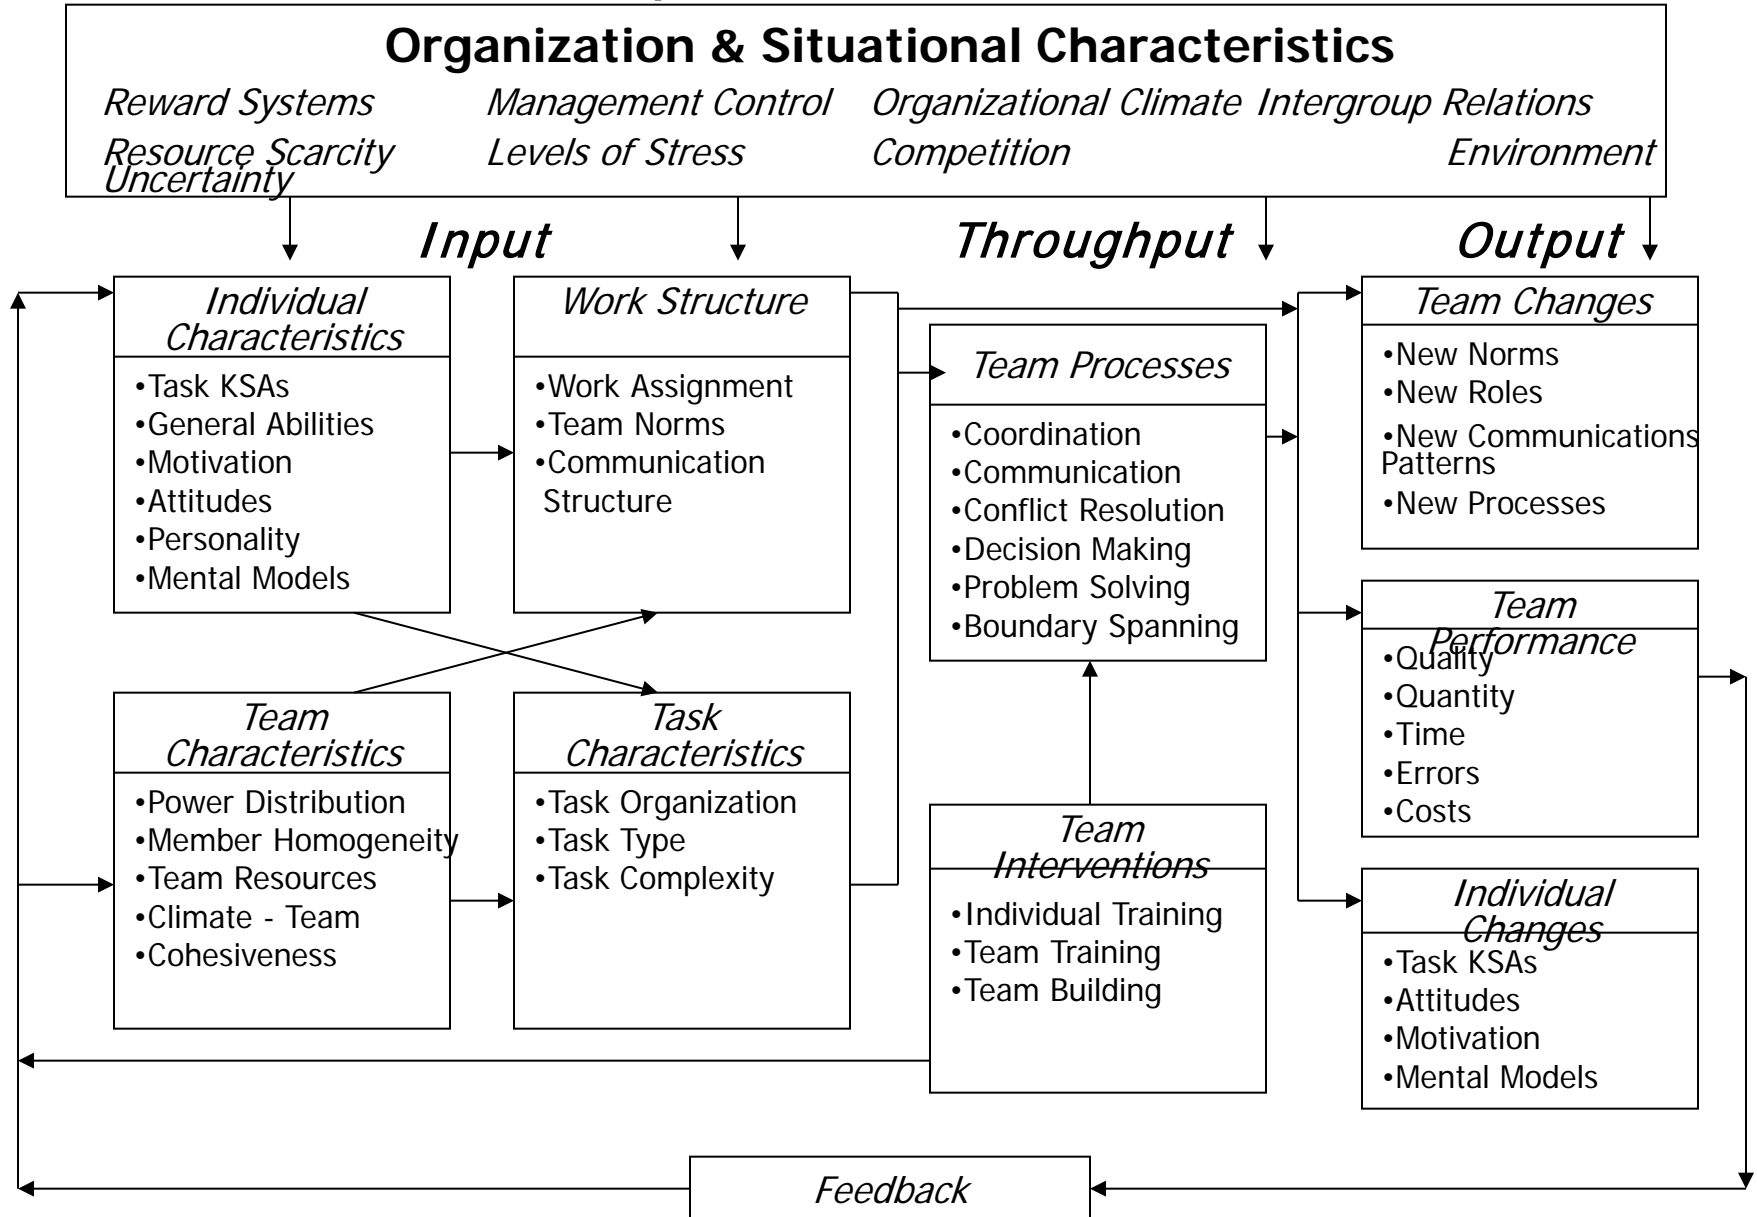 Organization & Situational Characteristics
Reward Systems Management Control Organizational Climate Intergroup Relations
Resource Scarcity Levels of Stress Competition Environment
Uncertainty
Input Throughput Output
Individual
Characteristics
•Task KSAs
•General Abilities
•Motivation
•Attitudes
•Personality
•Mental Models
Work Structure
•Work Assignment
•Team Norms
•Communication
Structure
Team Characteristics
•Power Distribution
•Member Homogeneity
•Team Resources
•Climate - Team
•Cohesiveness
Task
Characteristics
•Task Organization
•Task Type
•Task Complexity
Team Processes
•Coordination
•Communication
•Conflict Resolution
•Decision Making
•Problem Solving
•Boundary Spanning
Team
Interventions
•Individual Training
•Team Training
•Team Building
Team Changes
•New Norms
•New Roles
•New Communications
Patterns
•New Processes
Team
Performance
•Quality
•Quantity
•Time
•Errors
•Costs
Individual
Changes
•Task KSAs
•Attitudes
•Motivation
•Mental Models
Feedback